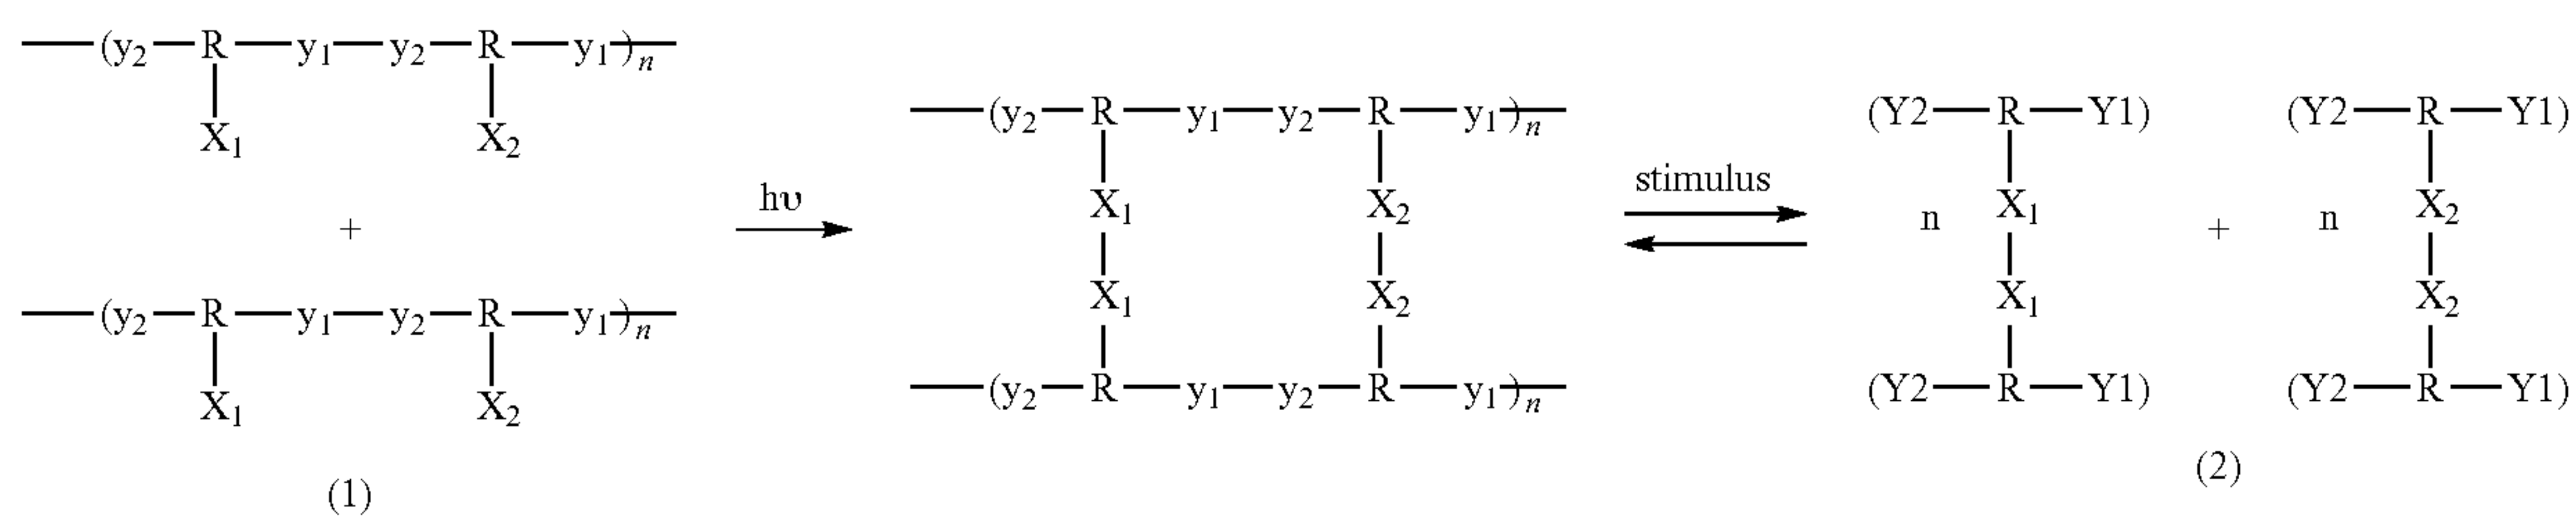 (y₂—R—y₁—y₂—R—y₁)ₙ
X₁ X₂
+
(y₂—R—y₁—y₂—R—y₁)ₙ
X₁ X₂
(1)
hυ
(y₂—R—y₁—y₂—R—y₁)ₙ
X₁ X₂
X₁ X₂
(y₂—R—y₁—y₂—R—y₁)ₙ
stimulus
(Y2—R—Y1) (Y2—R—Y1)
X₁ X₂
n + n
X₁ X₂
(Y2—R—Y1) (Y2—R—Y1)
(2)